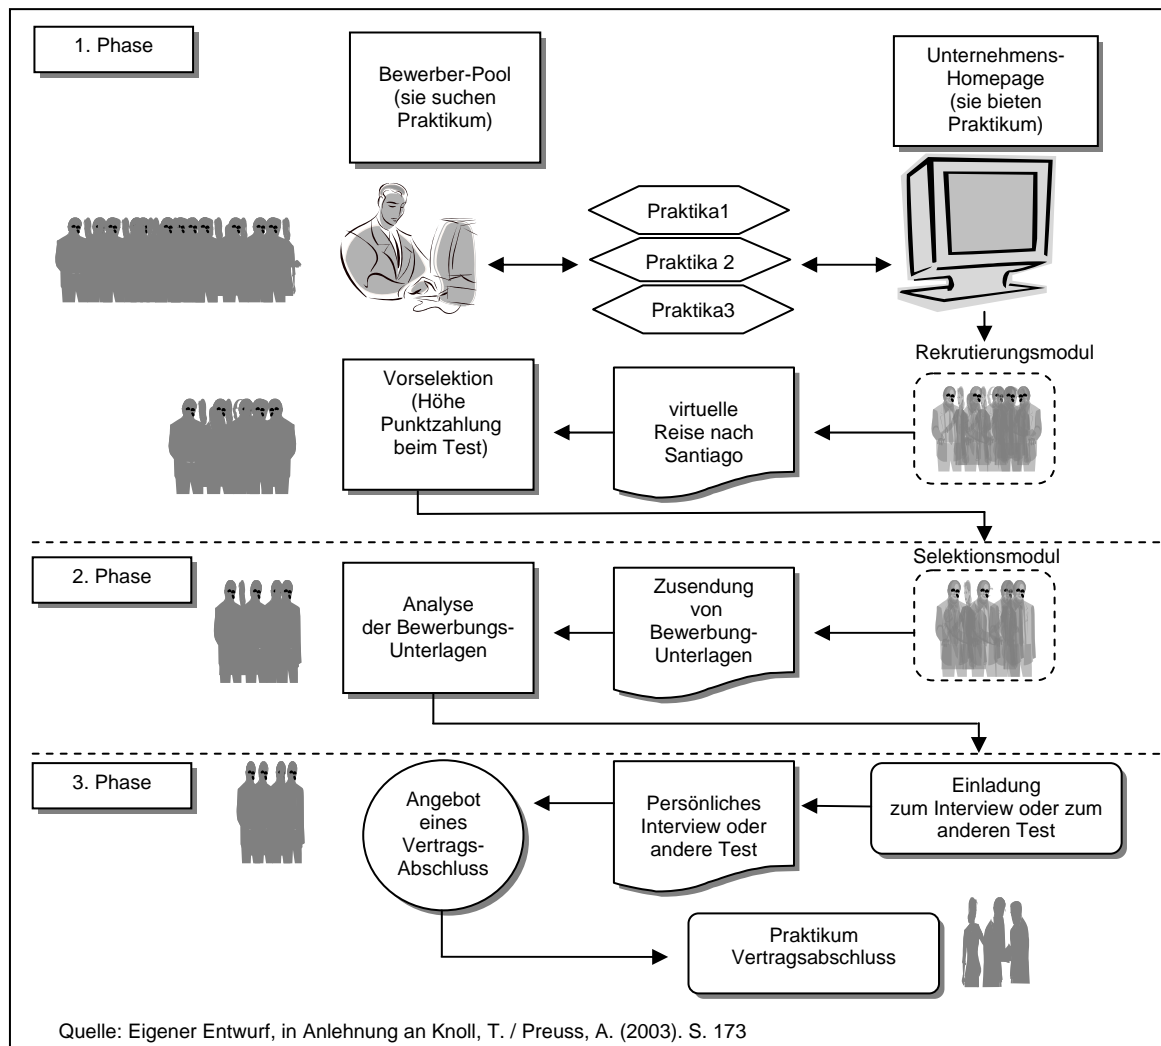 1. Phase
Bewerber-Pool
(sie suchen
Praktikum)
Unternehmens-
Homepage
(sie bieten
Praktikum)
Praktika1
Praktika 2
Praktika3
Rekrutierungsmodul
Vorselektion
(Höhe
Punktzahlung
beim Test)
virtuelle
Reise nach
Santiago
2. Phase
Selektionsmodul
Analyse
der Bewerbungs-
Unterlagen
Zusendung
von
Bewerbung-
Unterlagen
3. Phase
Angebot
eines
Vertrags-
Abschluss
Persönliches
Interview oder
andere Test
Einladung
zum Interview oder zum
anderen Test
Praktikum
Vertragsabschluss
Quelle: Eigener Entwurf, in Anlehnung an Knoll, T. / Preuss, A. (2003). S. 173